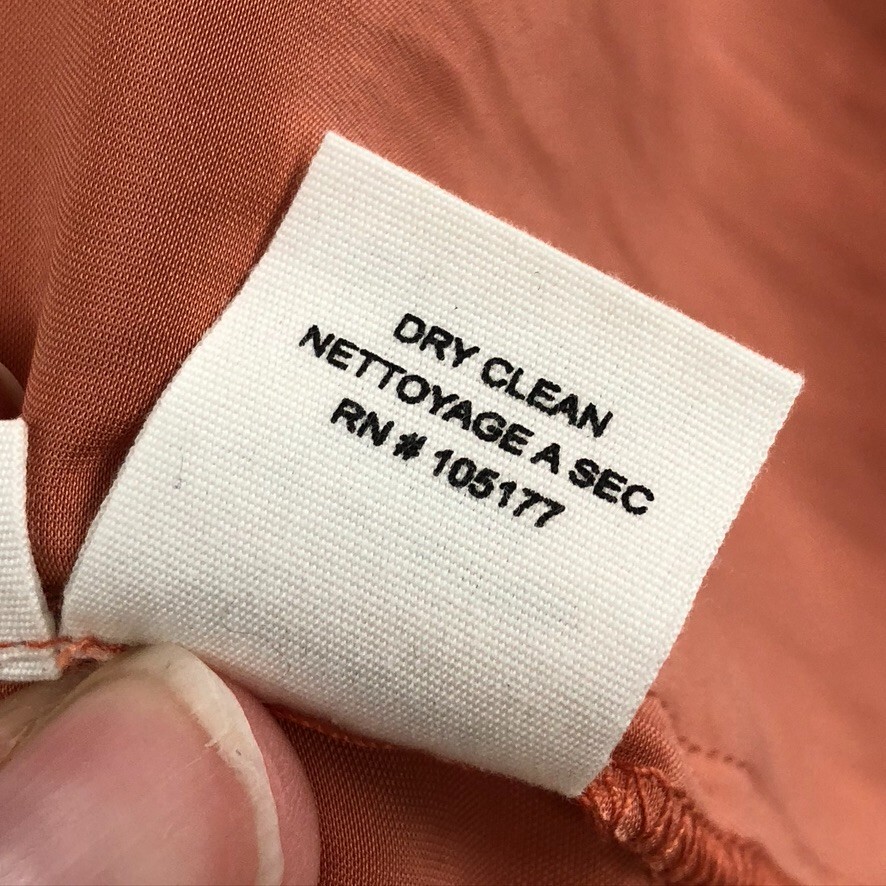 DRY CLEAN
NETTOYAGE A SEC
RN # 105177